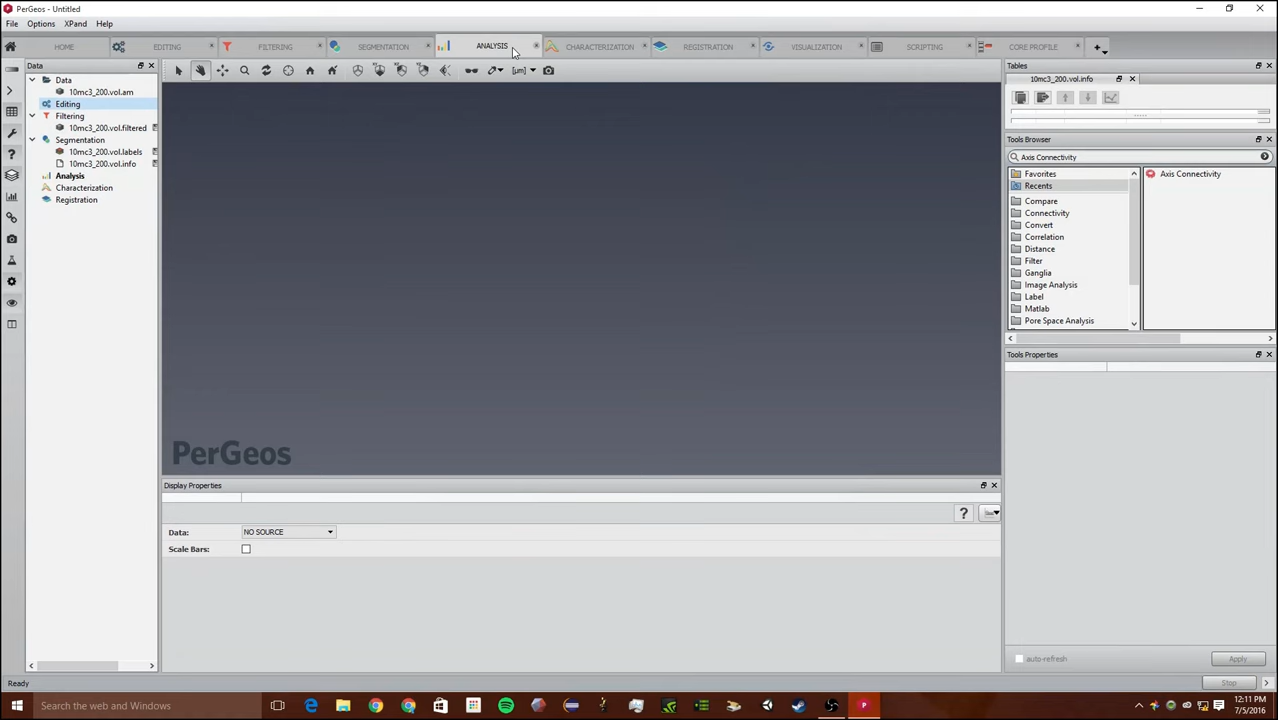 PerGeos - Untitled
File Options XPand Help
HOME EDITING FILTERING SEGMENTATION ANALYSIS CHARACTERIZATION REGISTRATION VISUALIZATION SCRIPTING CORE PROFILE
Data
Data
10mc3_200.vol.am
Editing
Filtering
10mc3_200.vol.filtered
Segmentation
10mc3_200.vol.labels
10mc3_200.vol.info
Analysis
Characterization
Registration
[µm]
PerGeos
Display Properties
Data: NO SOURCE
Scale Bars:
Tables
10mc3_200.vol.info
Tools Browser
Axis Connectivity
Favorites
Recents
Compare
Connectivity
Convert
Correlation
Distance
Filter
Ganglia
Image Analysis
Label
Matlab
Pore Space Analysis
Axis Connectivity
Tools Properties
auto-refresh Apply
Ready Stop
Search the web and Windows
12:11 PM
7/5/2016